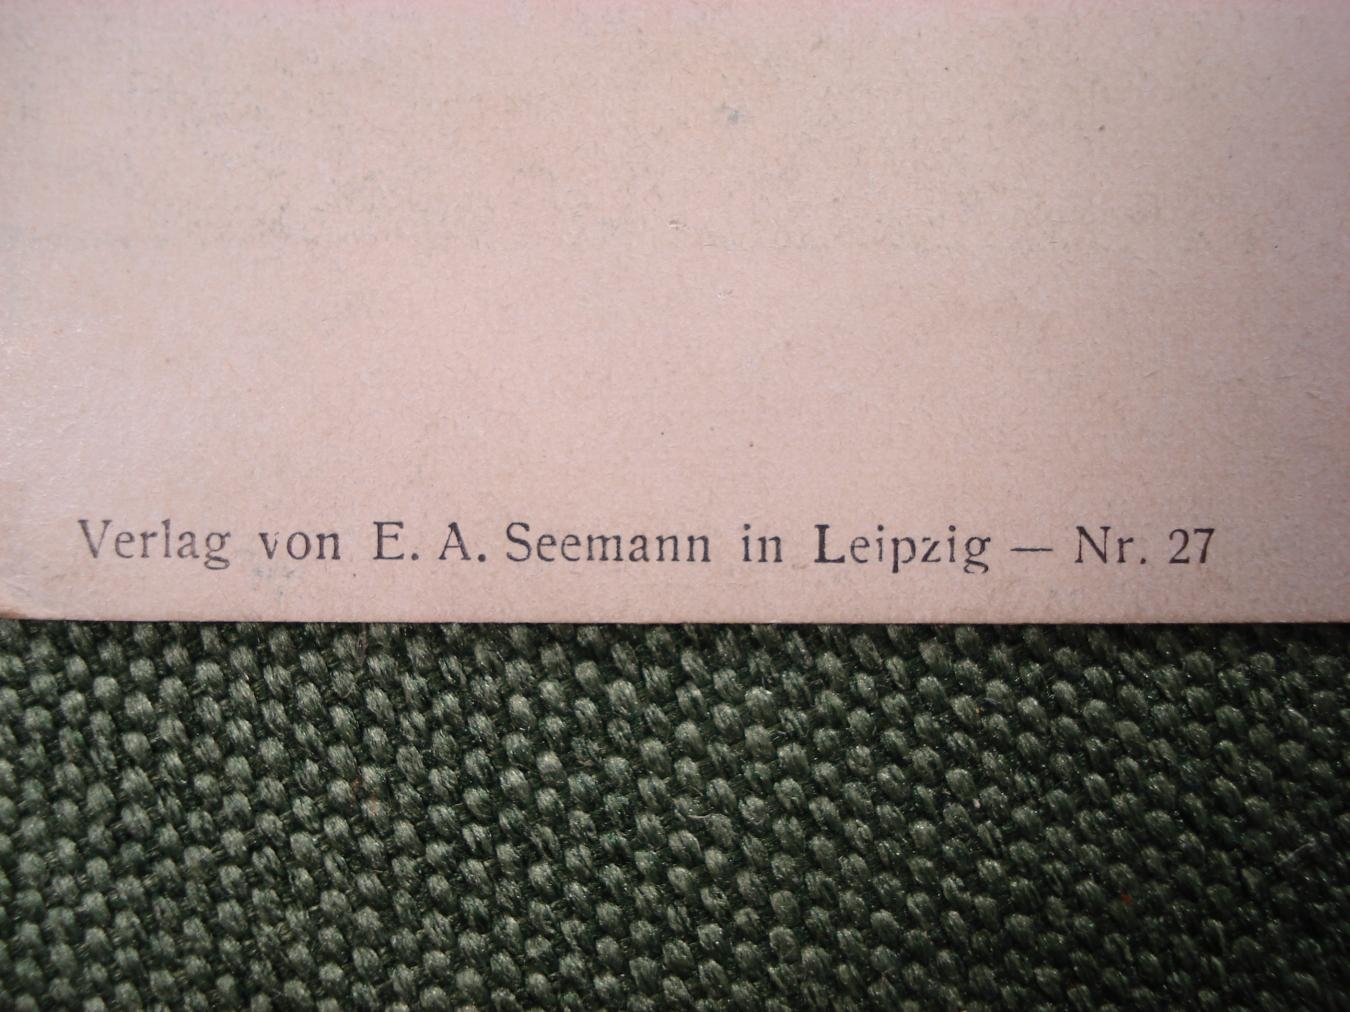 Verlag von E. A. Seemann in Leipzig — Nr. 27